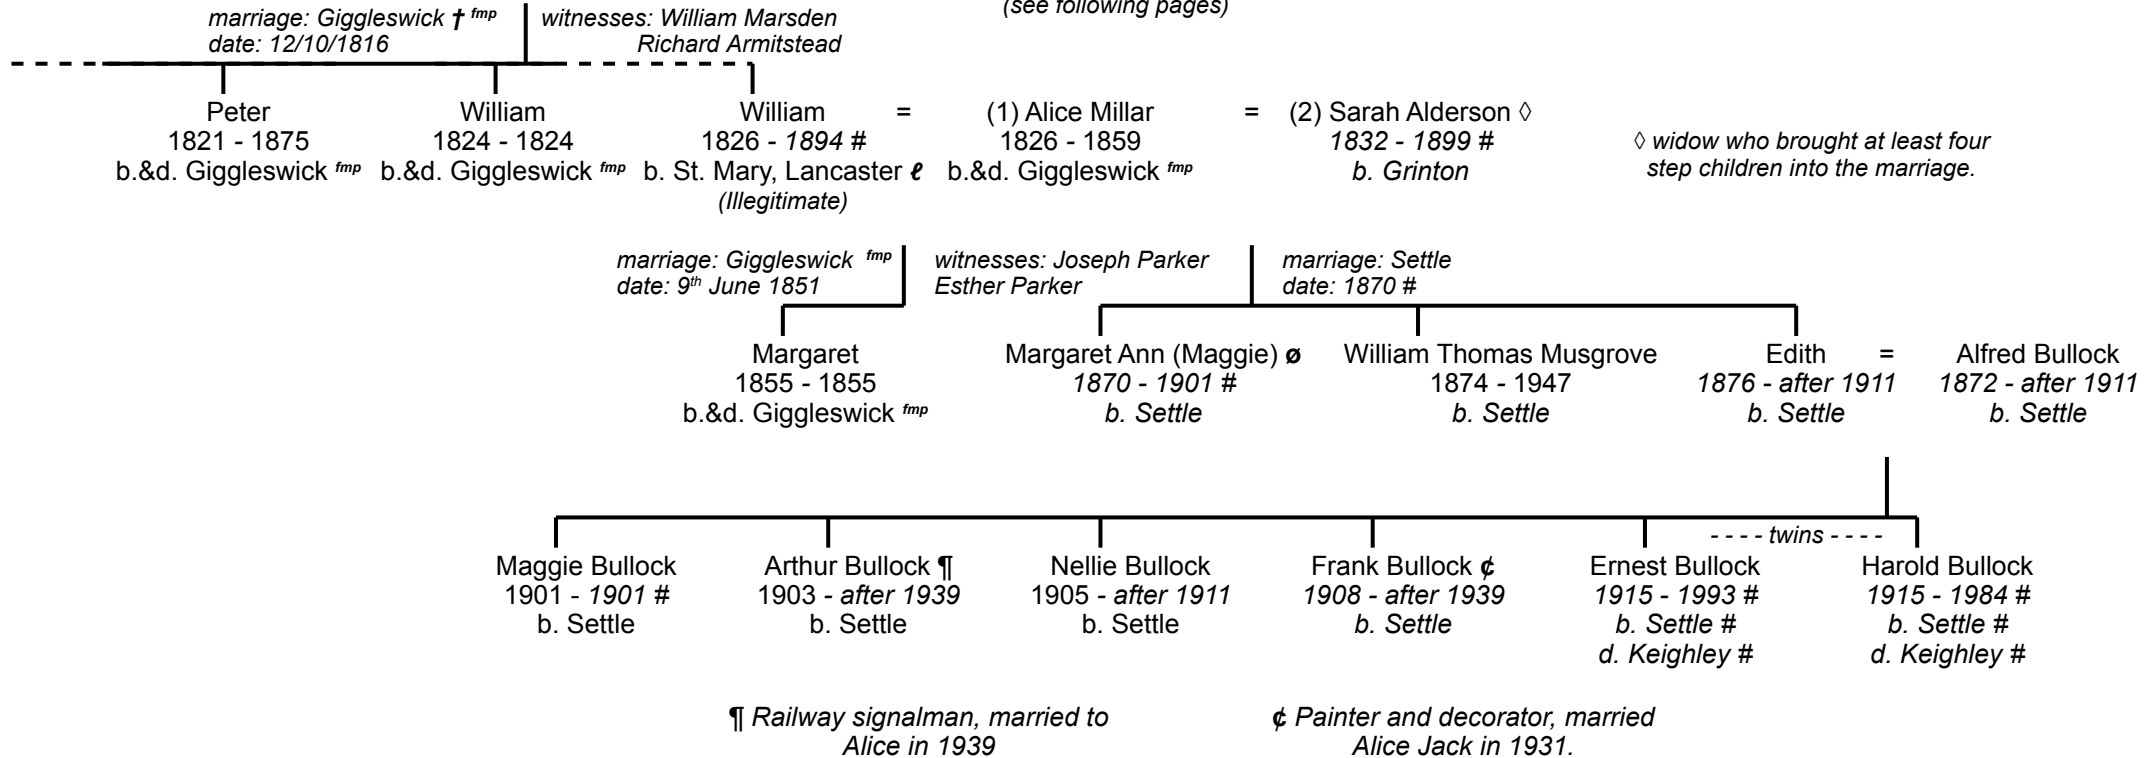 (see following pages)
marriage: Giggleswick † fmp
date: 12/10/1816
witnesses: William Marsden
Richard Armitstead
Peter
1821 - 1875
b.&d. Giggleswick fmp
William
1824 - 1824
b.&d. Giggleswick fmp
William
1826 - 1894 #
b. St. Mary, Lancaster ℓ
(Illegitimate)
=
(1) Alice Millar
1826 - 1859
b.&d. Giggleswick fmp
=
(2) Sarah Alderson ◊
1832 - 1899 #
b. Grinton
◊ widow who brought at least four
step children into the marriage.
marriage: Giggleswick fmp
date: 9th June 1851
witnesses: Joseph Parker
Esther Parker
marriage: Settle
date: 1870 #
Margaret
1855 - 1855
b.&d. Giggleswick fmp
Margaret Ann (Maggie) ø
1870 - 1901 #
b. Settle
William Thomas Musgrove
1874 - 1947
b. Settle
Edith
1876 - after 1911
b. Settle
=
Alfred Bullock
1872 - after 1911
b. Settle
- - - - twins - - - -
Maggie Bullock
1901 - 1901 #
b. Settle
Arthur Bullock ¶
1903 - after 1939
b. Settle
Nellie Bullock
1905 - after 1911
b. Settle
Frank Bullock ¢
1908 - after 1939
b. Settle
Ernest Bullock
1915 - 1993 #
b. Settle #
d. Keighley #
Harold Bullock
1915 - 1984 #
b. Settle #
d. Keighley #
¶ Railway signalman, married to
Alice in 1939
¢ Painter and decorator, married
Alice Jack in 1931.